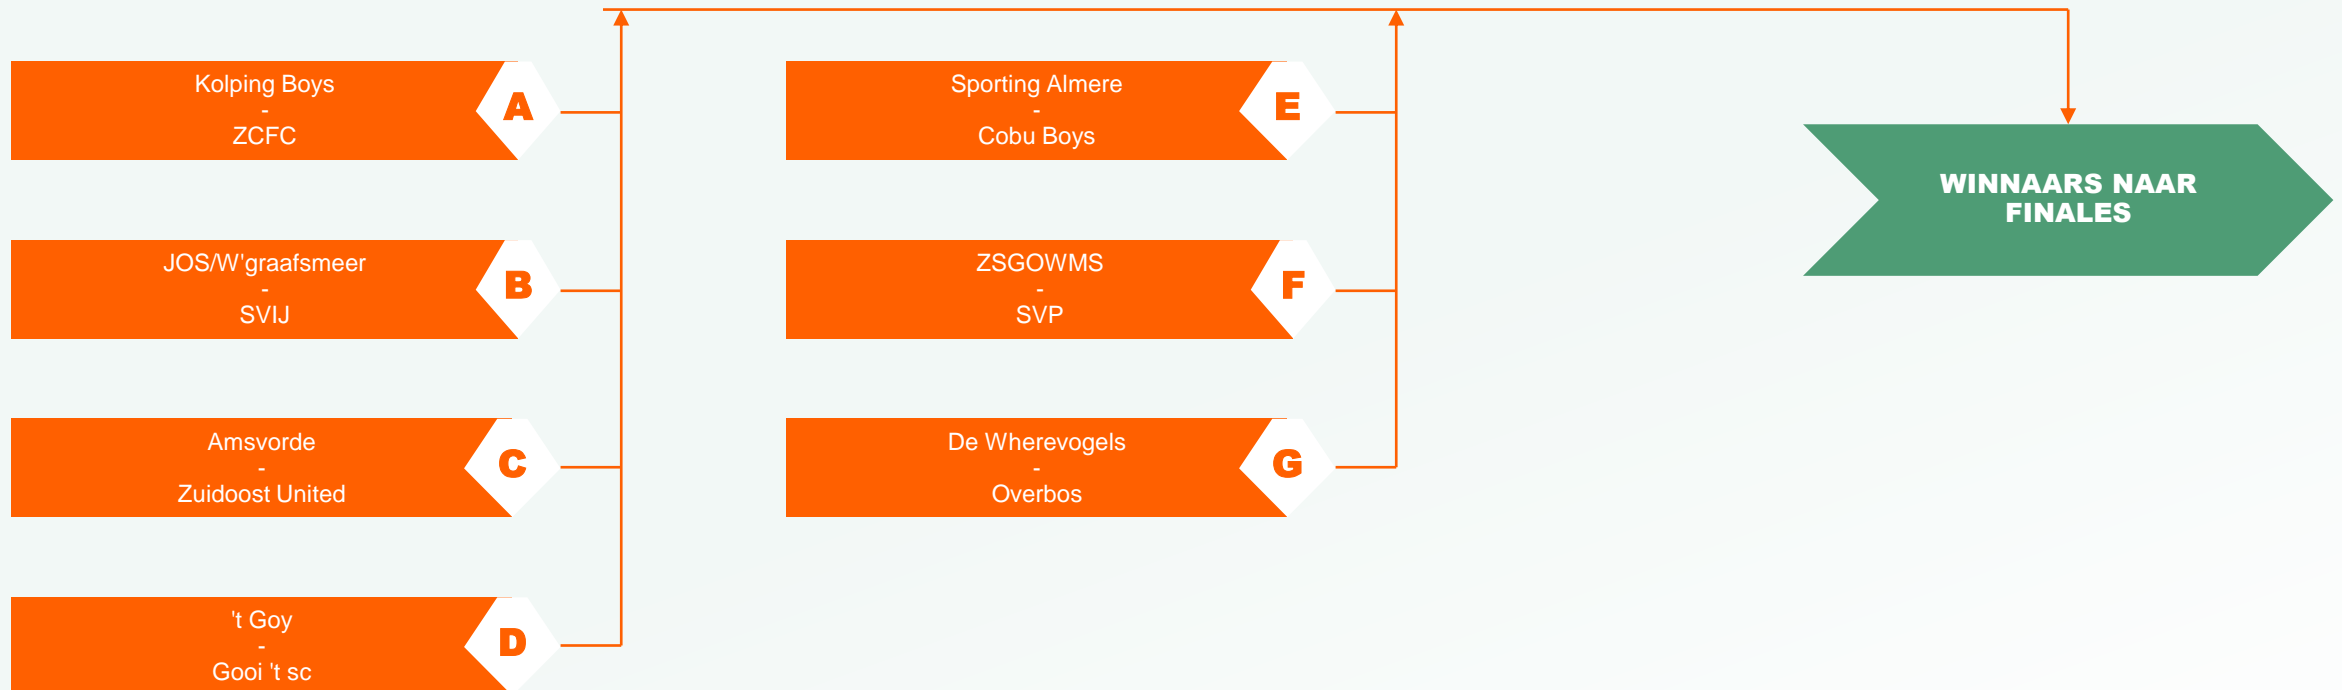 Kolping Boys
-
ZCFC
A
JOS/W'graafsmeer
-
SVIJ
B
Amsvorde
-
Zuidoost United
C
't Goy
-
Gooi 't sc
D
Sporting Almere
-
Cobu Boys
E
ZSGOWMS
-
SVP
F
De Wherevogels
-
Overbos
G
WINNAARS NAAR
FINALES